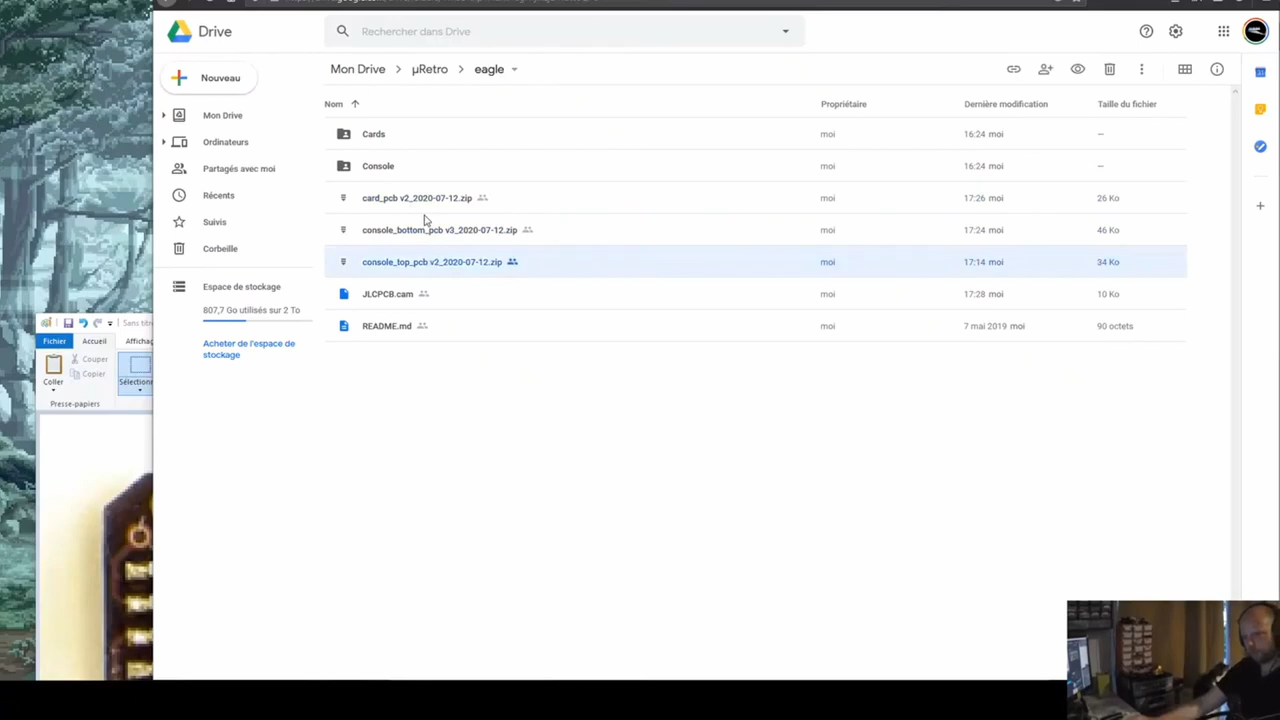 Drive
Rechercher dans Drive
Nouveau
Mon Drive
µRetro
eagle
Nom
Propriétaire
Dernière modification
Taille du fichier
Mon Drive
Ordinateurs
Partagés avec moi
Récents
Suivis
Corbeille
Espace de stockage
807,7 Go utilisés sur 2 To
Acheter de l'espace de
stockage
Cards moi 16:24 moi —
Console moi 16:24 moi —
card_pcb v2_2020-07-12.zip moi 17:26 moi 26 Ko
console_bottom_pcb v3_2020-07-12.zip moi 17:24 moi 46 Ko
console_top_pcb v2_2020-07-12.zip moi 17:14 moi 34 Ko
JLCPCB.cam moi 17:28 moi 10 Ko
README.md moi 7 mai 2019 moi 90 octets
Sans titre
Fichier Accueil Affichag
Couper
Copier
Coller
Sélectionn
Presse-papiers